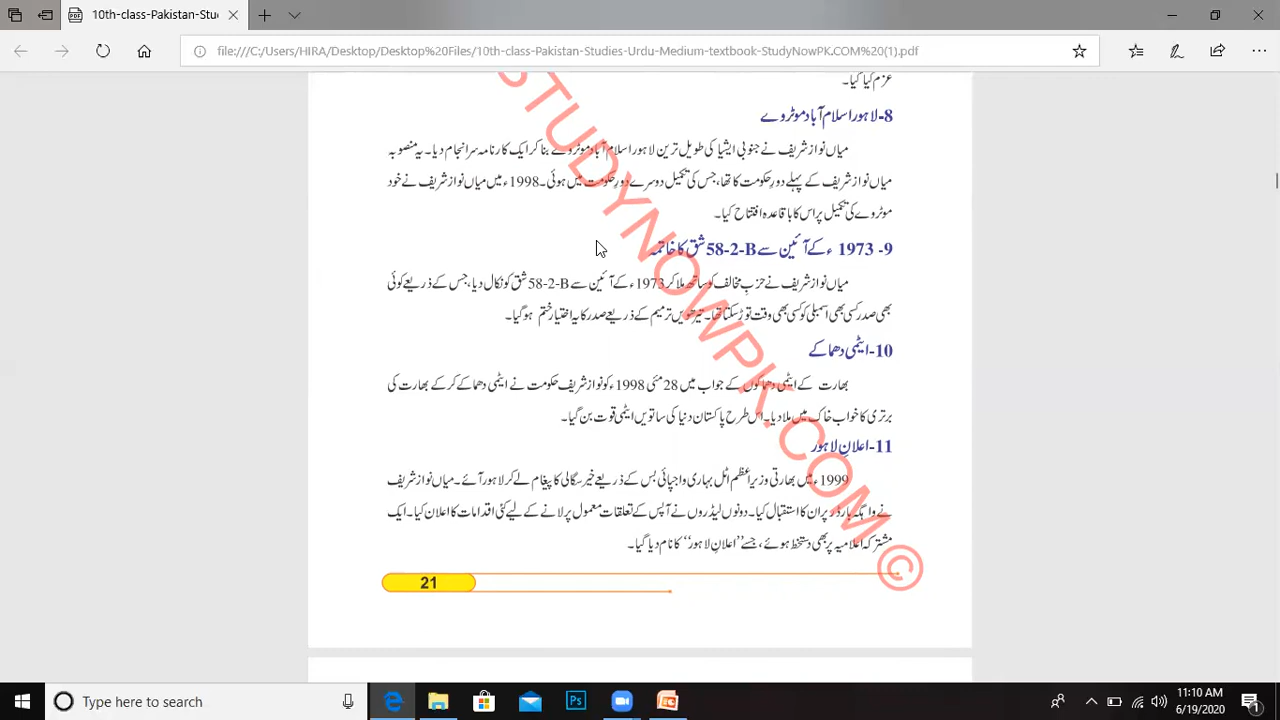 10th-class-Pakistan-Stu
file:///C:/Users/HIRA/Desktop/Desktop%20Files/10th-class-Pakistan-Studies-Urdu-Medium-textbook-StudyNowPK.COM%20(1).pdf
عزم کیا گیا۔
8- لاہور اسلام آباد موٹروے
میاں نواز شریف نے جنوبی ایشیا کی طویل ترین لاہور اسلام آباد موٹروے بنا کر ایک کارنامہ سرانجام دیا۔ یہ منصوبہ
میاں نواز شریف کے پہلے دورِ حکومت کا تھا، جس کی تکمیل دوسرے دورِ حکومت میں ہوئی۔ 1998ء میں میاں نواز شریف نے خود
موٹروے کی تکمیل پر اس کا باقاعدہ افتتاح کیا۔
9- 1973ء کے آئین سے 58-2-B شق کا خاتمہ
میاں نواز شریف نے حزبِ مخالف کو ساتھ ملا کر 1973ء کے آئین سے 58-2-B شق کو نکال دیا، جس کے ذریعے کوئی
بھی صدر کسی بھی اسمبلی کو کسی بھی وقت توڑ سکتا تھا۔ تیرھویں ترمیم کے ذریعے صدر کا یہ اختیار ختم ہو گیا۔
10- ایٹمی دھماکے
بھارت کے ایٹمی دھماکوں کے جواب میں 28 مئی 1998ء کو نواز شریف حکومت نے ایٹمی دھماکے کر کے بھارت کی
برتری کا خواب خاک میں ملا دیا۔ اس طرح پاکستان دنیا کی ساتویں ایٹمی قوت بن گیا۔
11- اعلانِ لاہور
1999ء میں بھارتی وزیراعظم اٹل بہاری واجپائی بس کے ذریعے خیر سگالی کا پیغام لے کر لاہور آئے۔ میاں نواز شریف
نے واہگہ بارڈر پر ان کا استقبال کیا۔ دونوں لیڈروں نے آپس کے تعلقات معمول پر لانے کے لیے کئی اقدامات کا اعلان کیا۔ ایک
مشترکہ اعلامیہ پر بھی دستخط ہوئے، جسے ”اعلانِ لاہور“ کا نام دیا گیا۔
STUDYNOWPK.COM ©
21
Type here to search
11:10 AM
6/19/2020
1